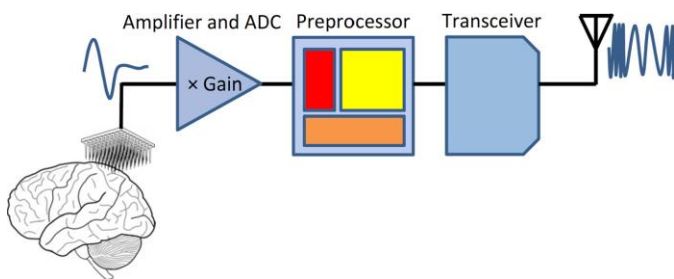 Amplifier and ADC Preprocessor Transceiver
× Gain